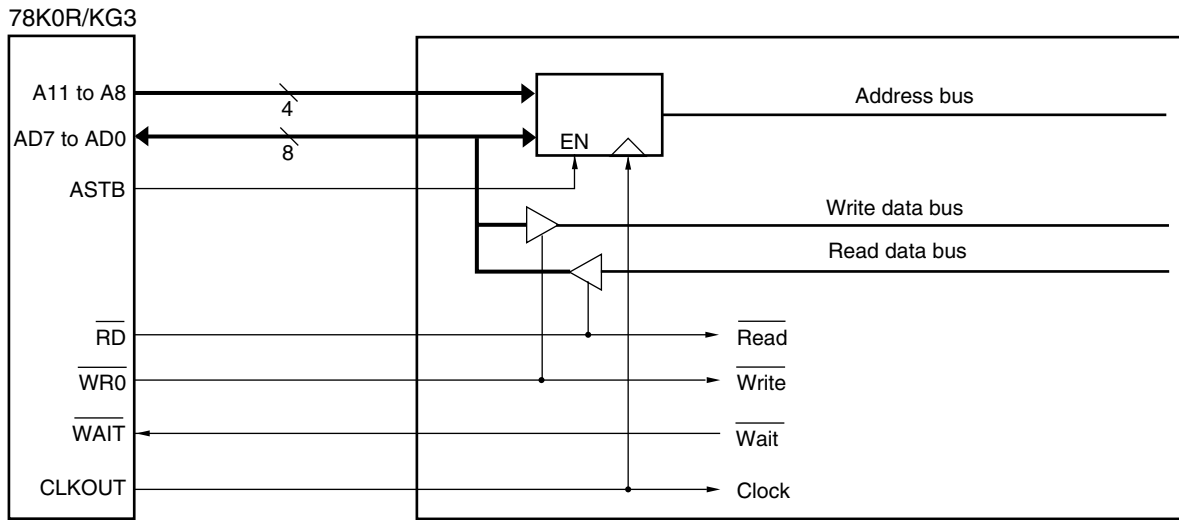 78K0R/KG3
A11 to A8
4
Address bus
AD7 to AD0
8
EN
ASTB
Write data bus
Read data bus
RD
Read
WR0
Write
WAIT
Wait
CLKOUT
Clock